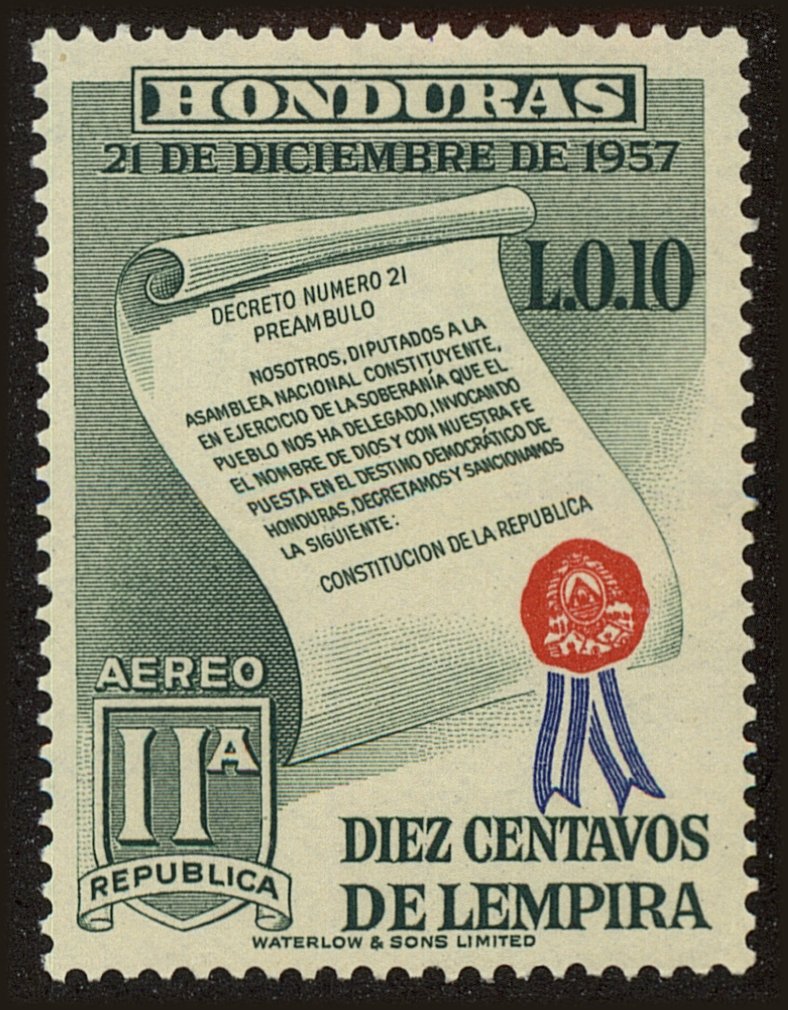 HONDURAS
21 DE DICIEMBRE DE 1957
L.0.10
DECRETO NUMERO 21
PREAMBULO
NOSOTROS, DIPUTADOS A LA
ASAMBLEA NACIONAL CONSTITUYENTE,
EN EJERCICIO DE LA SOBERANÍA QUE EL
PUEBLO NOS HA DELEGADO, INVOCANDO
EL NOMBRE DE DIOS Y CON NUESTRA FE
PUESTA EN EL DESTINO DEMOCRÁTICO DE
HONDURAS, DECRETAMOS Y SANCIONAMOS
LA SIGUIENTE:
CONSTITUCION DE LA REPUBLICA
AEREO
IIA
REPUBLICA
DIEZ CENTAVOS
DE LEMPIRA
WATERLOW & SONS LIMITED